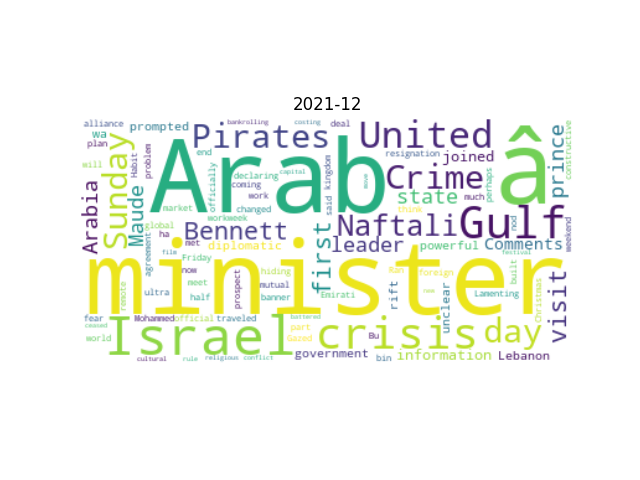 2021-12
alliance
prompted
bankrolling
costing
deal
wa
Pirates
United
â
plan
end
resignation
joined
mill
Sunday
Habit
problem
Arab
Crime
prince
constructive
officially
declaring
capital
kingdom
move
perhaps
coming
work
said
state
much
Arabia
Maude
market
changed
think
workweek
global
Bennett
first
Naftali
Gulf
nod
weekend
ha
agreement
met
diplomatic
leader
powerful
Comments
film
Friday
festival
minister
now
meet
hiding
rift
Ran
foreign
built
Lamenting
remote
ultra
half
prospect
banner
mutual
Emirati
unclear
now
Christmas
visit
fear
Mohammed
official
traveled
battered
Bu
ceased
Israel
part
crisis
day
world
Gazed
government
information
Lebanon
cultural
rule
religious
conflict
bin